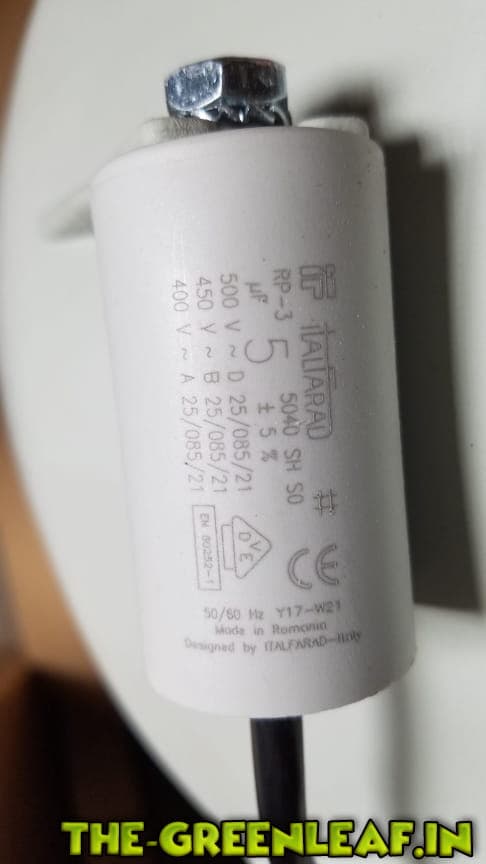 ITALFARAD #
RP-3 5040 SH S0
µF 5 ± 5 %
500 V ~ D 25/085/21
450 V ~ B 25/085/21
400 V ~ A 25/085/21
CE
DVE
EN 60252-1
50/60 Hz Y17-W21
Made in Romania
Designed by ITALFARAD-Italy
THE-GREENLEAF.IN